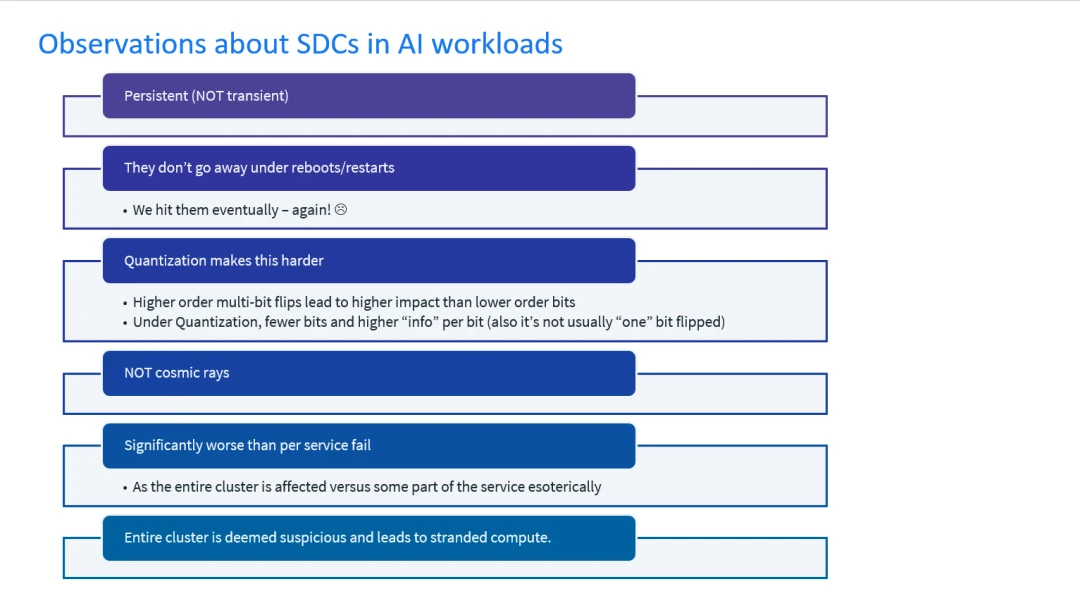 Observations about SDCs in AI workloads
Persistent (NOT transient)
They don’t go away under reboots/restarts
• We hit them eventually – again! ☹
Quantization makes this harder
• Higher order multi-bit flips lead to higher impact than lower order bits
• Under Quantization, fewer bits and higher “info” per bit (also it’s not usually “one” bit flipped)
NOT cosmic rays
Significantly worse than per service fail
• As the entire cluster is affected versus some part of the service esoterically
Entire cluster is deemed suspicious and leads to stranded compute.